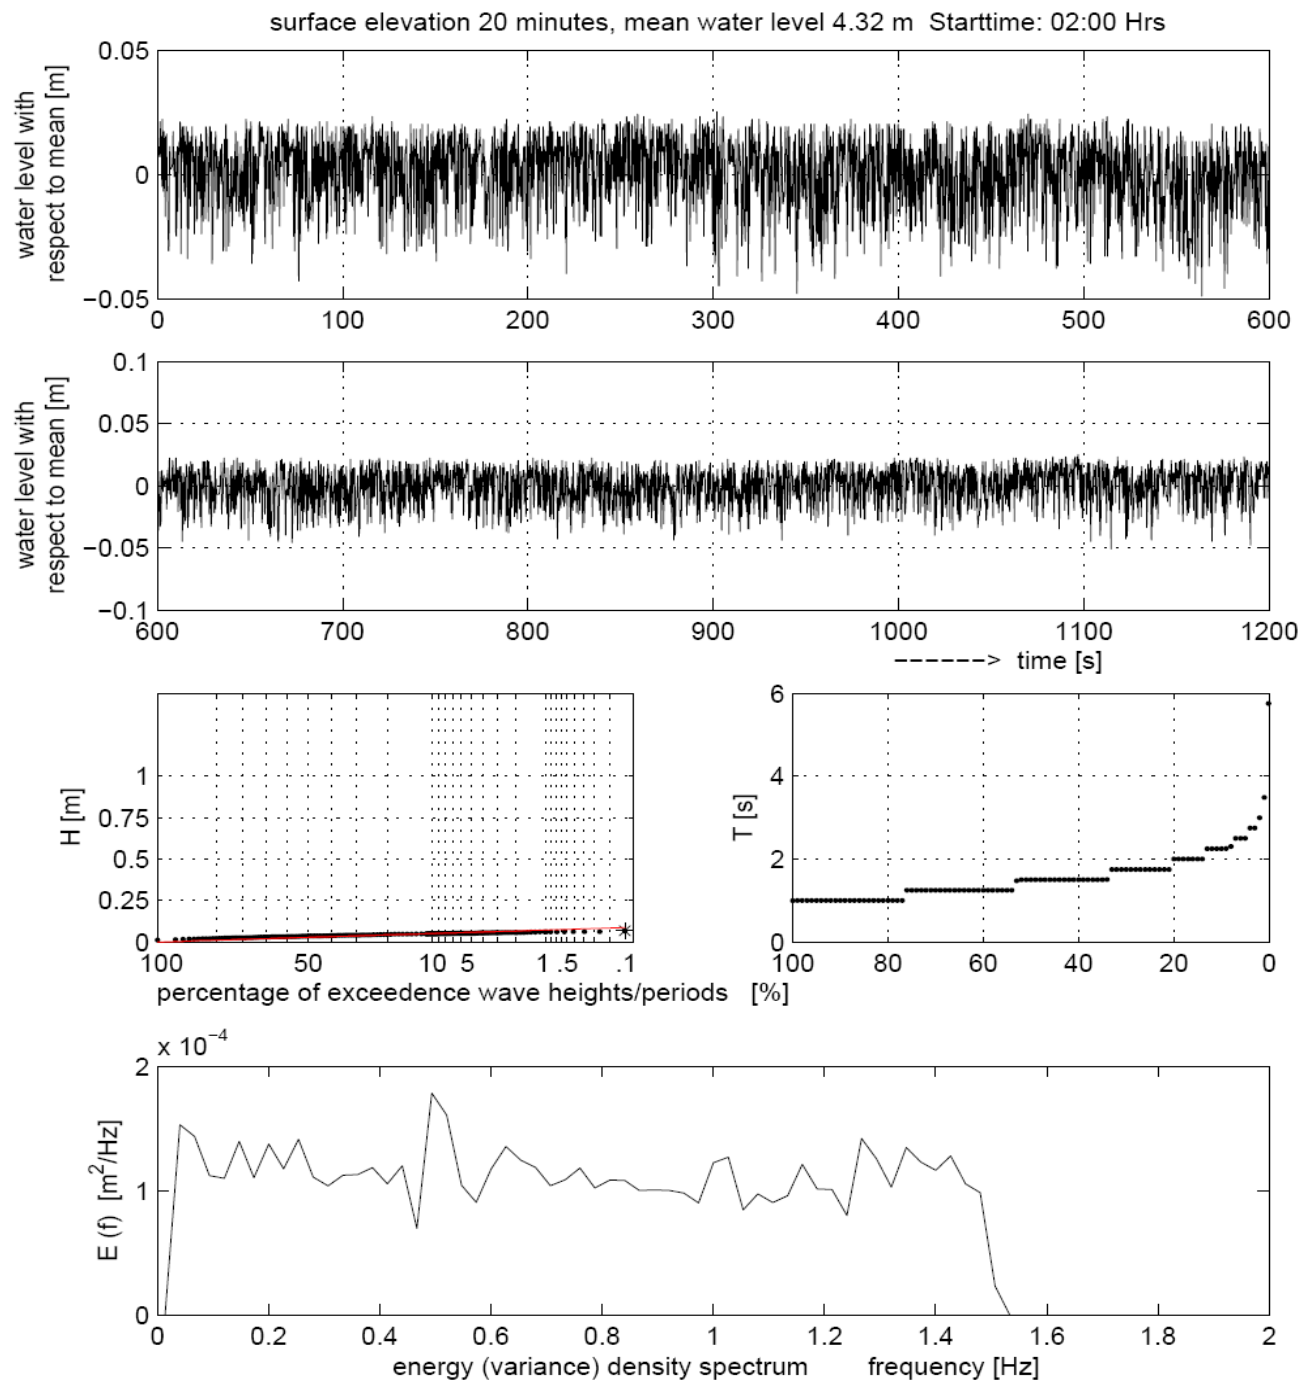 surface elevation 20 minutes, mean water level 4.32 m  Starttime: 02:00 Hrs
water level with
respect to mean [m]
0.05
0
−0.05
0 100 200 300 400 500 600
water level with
respect to mean [m]
0.1
0.05
0
−0.05
−0.1
600 700 800 900 1000 1100 1200
−−−−−−> time [s]
H [m]
1
0.75
0.5
0.25
0
100 50 10 5 1 .5 .1
T [s]
6
4
2
0
100 80 60 40 20 0
percentage of exceedence wave heights/periods [%]
x 10−4
E (f) [m2/Hz]
2
1
0
0 0.2 0.4 0.6 0.8 1 1.2 1.4 1.6 1.8 2
energy (variance) density spectrum frequency [Hz]